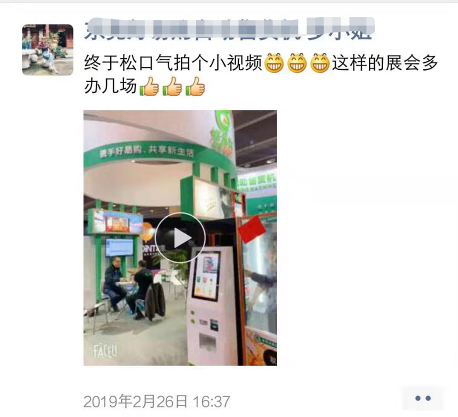 终于松口气拍个小视频😁😁😁这样的展会多
办几场👍👍👍
携手好易购，共享新生活
FACEU
2019年2月26日 16:37